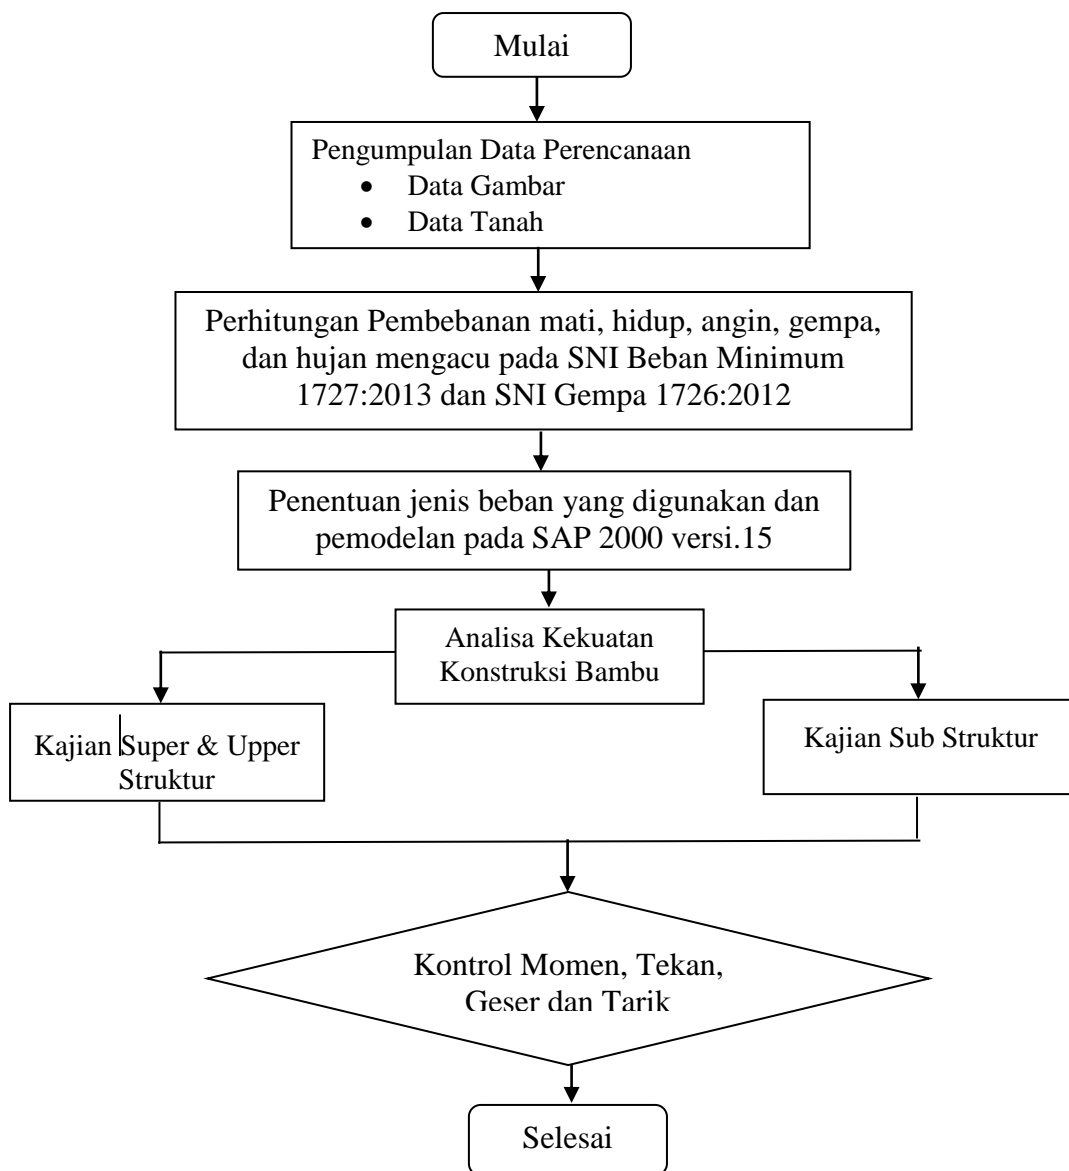 Mulai
Pengumpulan Data Perencanaan
• Data Gambar
• Data Tanah
Perhitungan Pembebanan mati, hidup, angin, gempa,
dan hujan mengacu pada SNI Beban Minimum
1727:2013 dan SNI Gempa 1726:2012
Penentuan jenis beban yang digunakan dan
pemodelan pada SAP 2000 versi.15
Analisa Kekuatan
Konstruksi Bambu
Kajian Super & Upper
Struktur
Kajian Sub Struktur
Kontrol Momen, Tekan,
Geser dan Tarik
Selesai